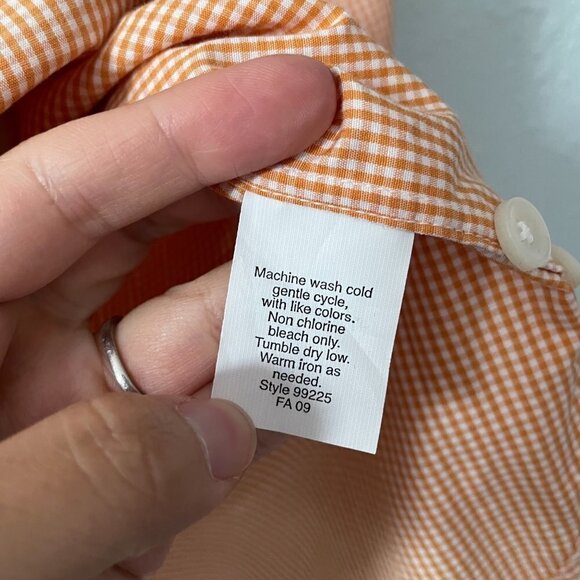 Machine wash cold
gentle cycle,
with like colors.
Non chlorine
bleach only.
Tumble dry low.
Warm iron as
needed.
Style 99225
FA 09